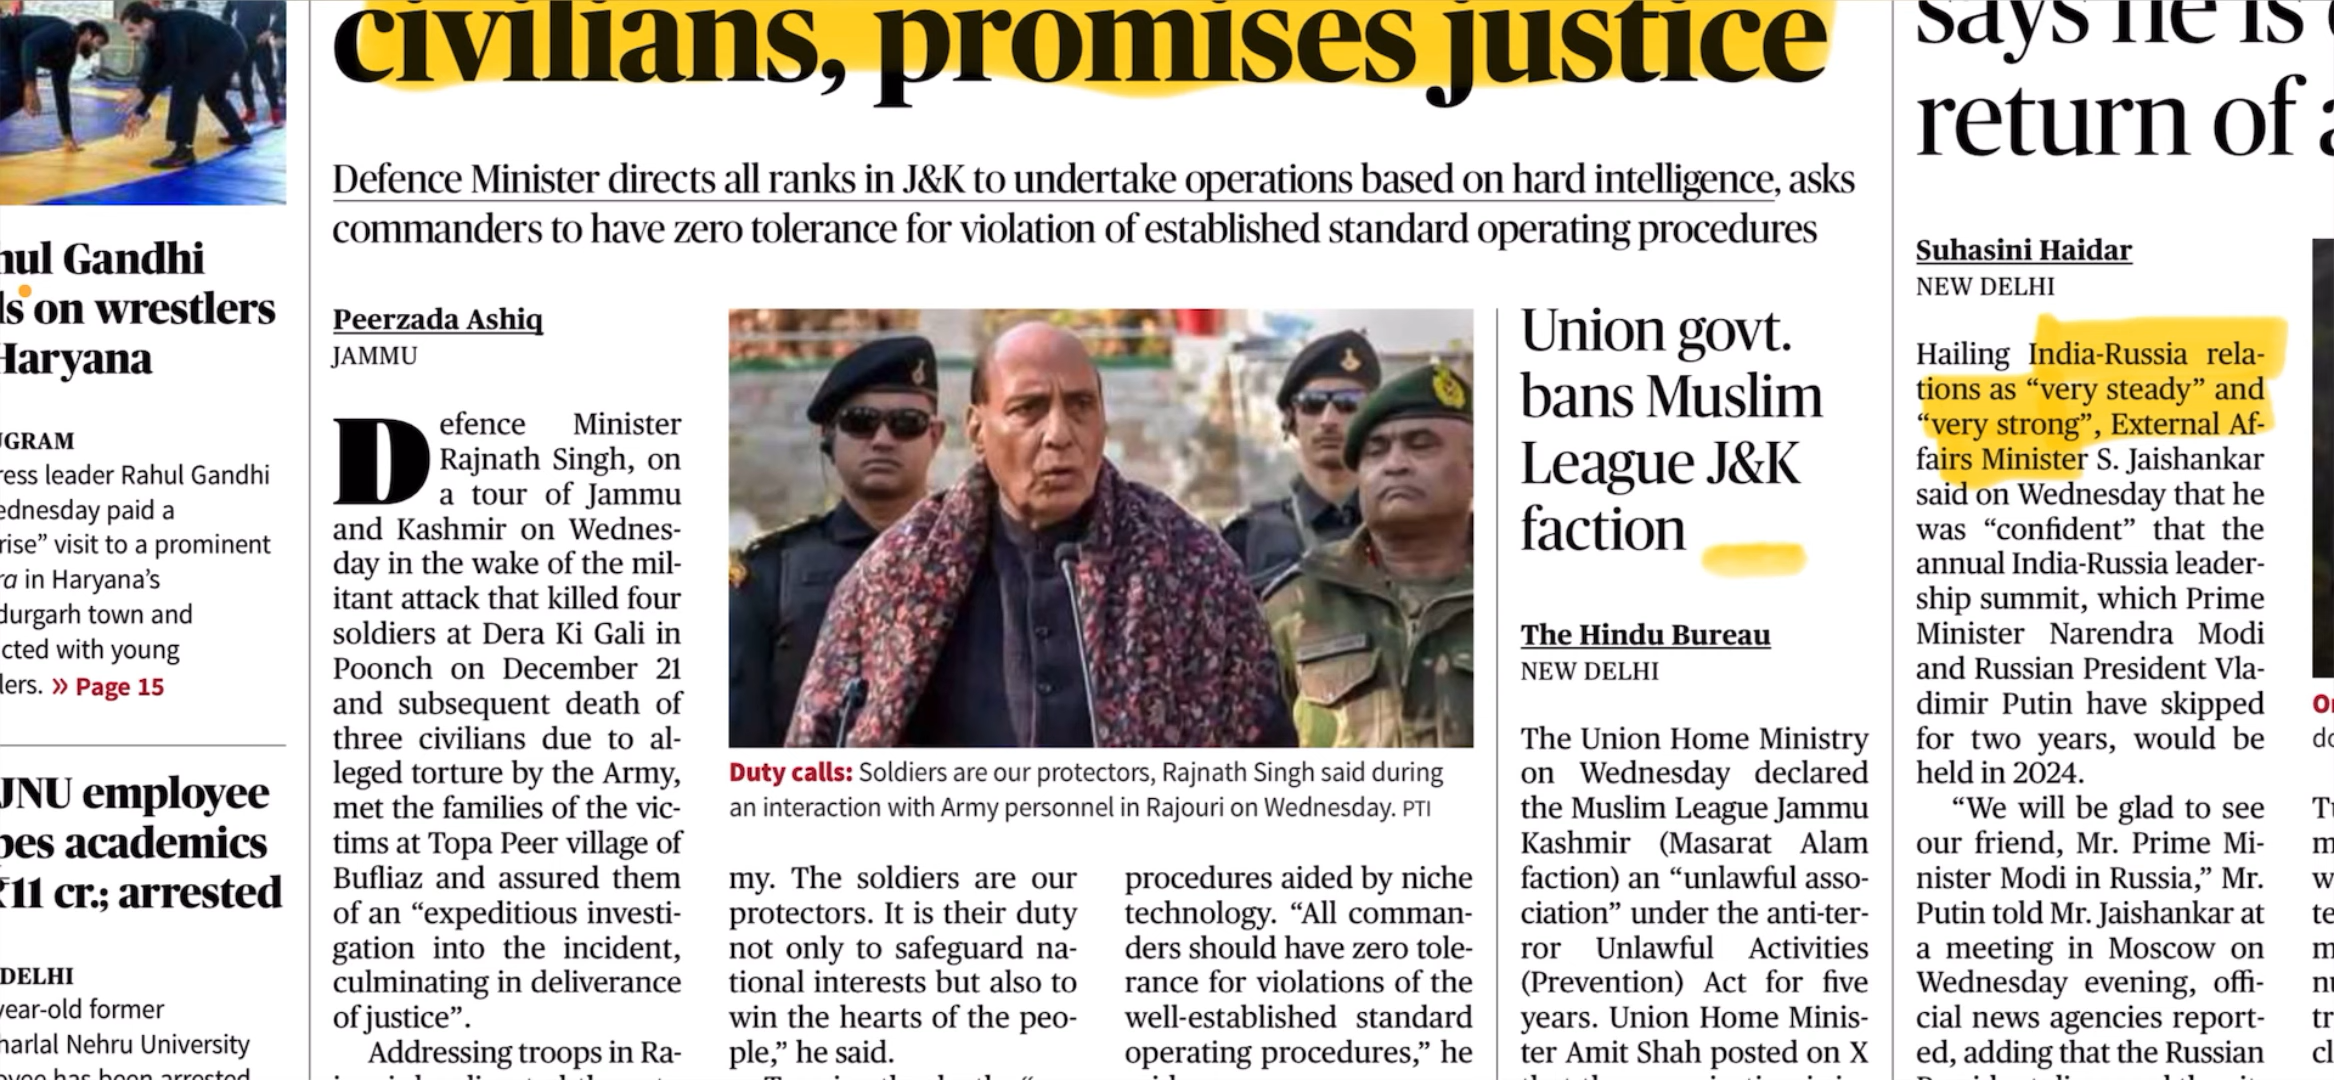 civilians, promises justice
Defence Minister directs all ranks in J&K to undertake operations based on hard intelligence, asks
commanders to have zero tolerance for violation of established standard operating procedures
Gandhi
on wrestlers
Haryana
leader Rahul Gandhi
paid a
visit to a prominent
in Haryana’s
town and
with young
» Page 15
JNU employee
academics
₹11 cr.; arrested
DELHI
year-old former
Nehru University
has been arrested
Peerzada Ashiq
JAMMU
Defence Minister
Rajnath Singh, on
a tour of Jammu
and Kashmir on Wednes-
day in the wake of the mil-
itant attack that killed four
soldiers at Dera Ki Gali in
Poonch on December 21
and subsequent death of
three civilians due to al-
leged torture by the Army,
met the families of the vic-
tims at Topa Peer village of
Bufliaz and assured them
of an “expeditious investi-
gation into the incident,
culminating in deliverance
of justice”.
Addressing troops in Ra-
Duty calls: Soldiers are our protectors, Rajnath Singh said during
an interaction with Army personnel in Rajouri on Wednesday. PTI
my. The soldiers are our
protectors. It is their duty
not only to safeguard na-
tional interests but also to
win the hearts of the peo-
ple,” he said.
procedures aided by niche
technology. “All comman-
ders should have zero tole-
rance for violations of the
well-established standard
operating procedures,” he
Union govt.
bans Muslim
League J&K
faction
The Hindu Bureau
NEW DELHI
The Union Home Ministry
on Wednesday declared
the Muslim League Jammu
Kashmir (Masarat Alam
faction) an “unlawful asso-
ciation” under the anti-ter-
ror Unlawful Activities
(Prevention) Act for five
years. Union Home Minis-
ter Amit Shah posted on X
says he is
return of
Suhasini Haidar
NEW DELHI
Hailing India-Russia rela-
tions as “very steady” and
“very strong”, External Af-
fairs Minister S. Jaishankar
said on Wednesday that he
was “confident” that the
annual India-Russia leader-
ship summit, which Prime
Minister Narendra Modi
and Russian President Vla-
dimir Putin have skipped
for two years, would be
held in 2024.
“We will be glad to see
our friend, Mr. Prime Mi-
nister Modi in Russia,” Mr.
Putin told Mr. Jaishankar at
a meeting in Moscow on
Wednesday evening, offi-
cial news agencies report-
ed, adding that the Russian